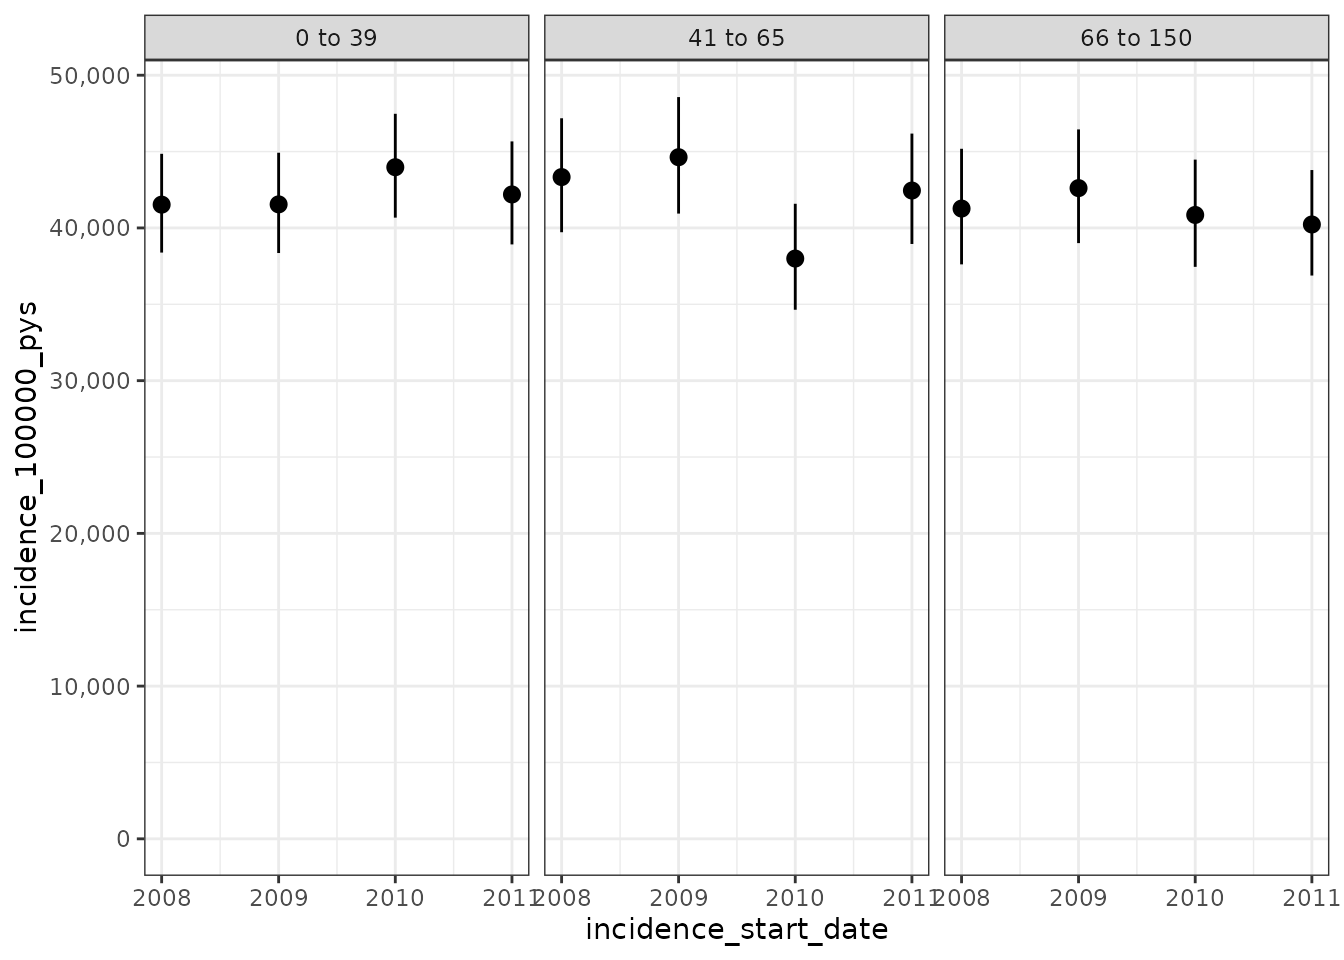 0 to 39
41 to 65
66 to 150
50,000
40,000
30,000
20,000
10,000
0
incidence_100000_pys
2008 2009 2010 2011
2008 2009 2010 2011
2008 2009 2010 2011
incidence_start_date